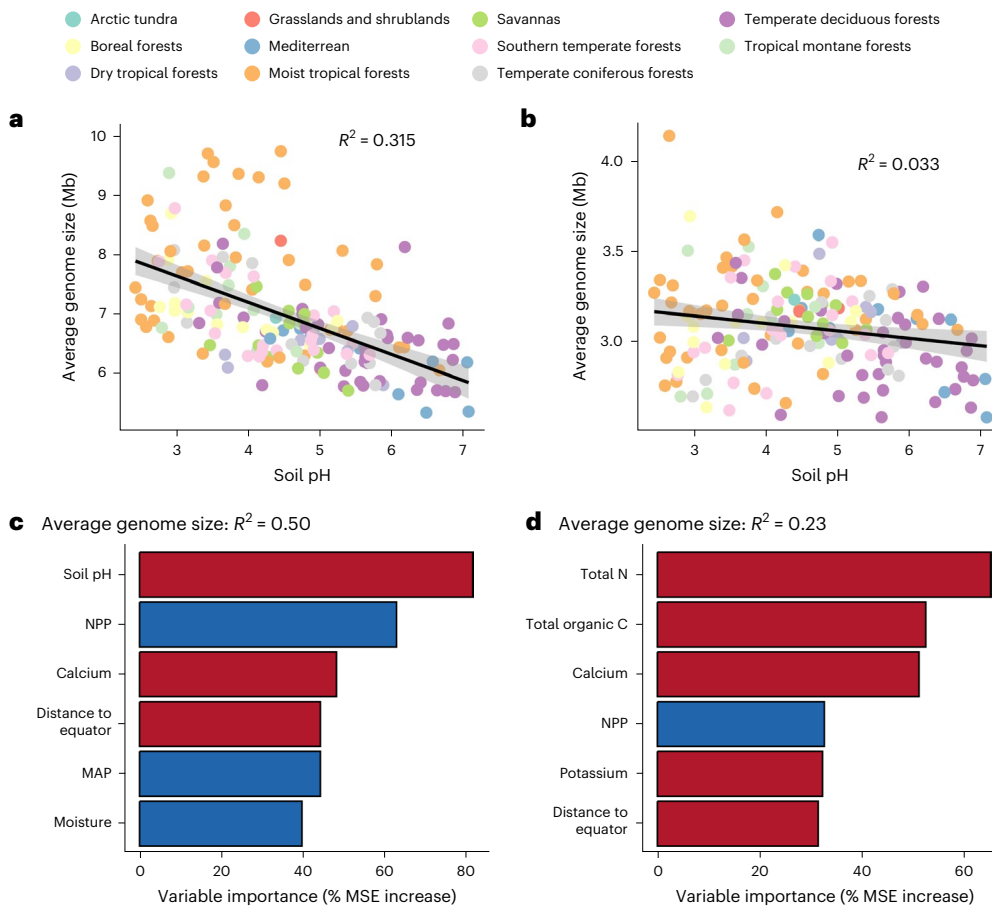 Arctic tundra
Grasslands and shrublands
Savannas
Temperate deciduous forests
Boreal forests
Mediterrean
Southern temperate forests
Tropical montane forests
Dry tropical forests
Moist tropical forests
Temperate coniferous forests
a
R² = 0.315
Average genome size (Mb)
10
9
8
7
6
3
4
5
6
7
Soil pH
b
R² = 0.033
Average genome size (Mb)
4.0
3.5
3.0
3
4
5
6
7
Soil pH
c Average genome size: R² = 0.50
Soil pH
NPP
Calcium
Distance to
equator
MAP
Moisture
0
20
40
60
80
Variable importance (% MSE increase)
d Average genome size: R² = 0.23
Total N
Total organic C
Calcium
NPP
Potassium
Distance to
equator
0
20
40
60
Variable importance (% MSE increase)